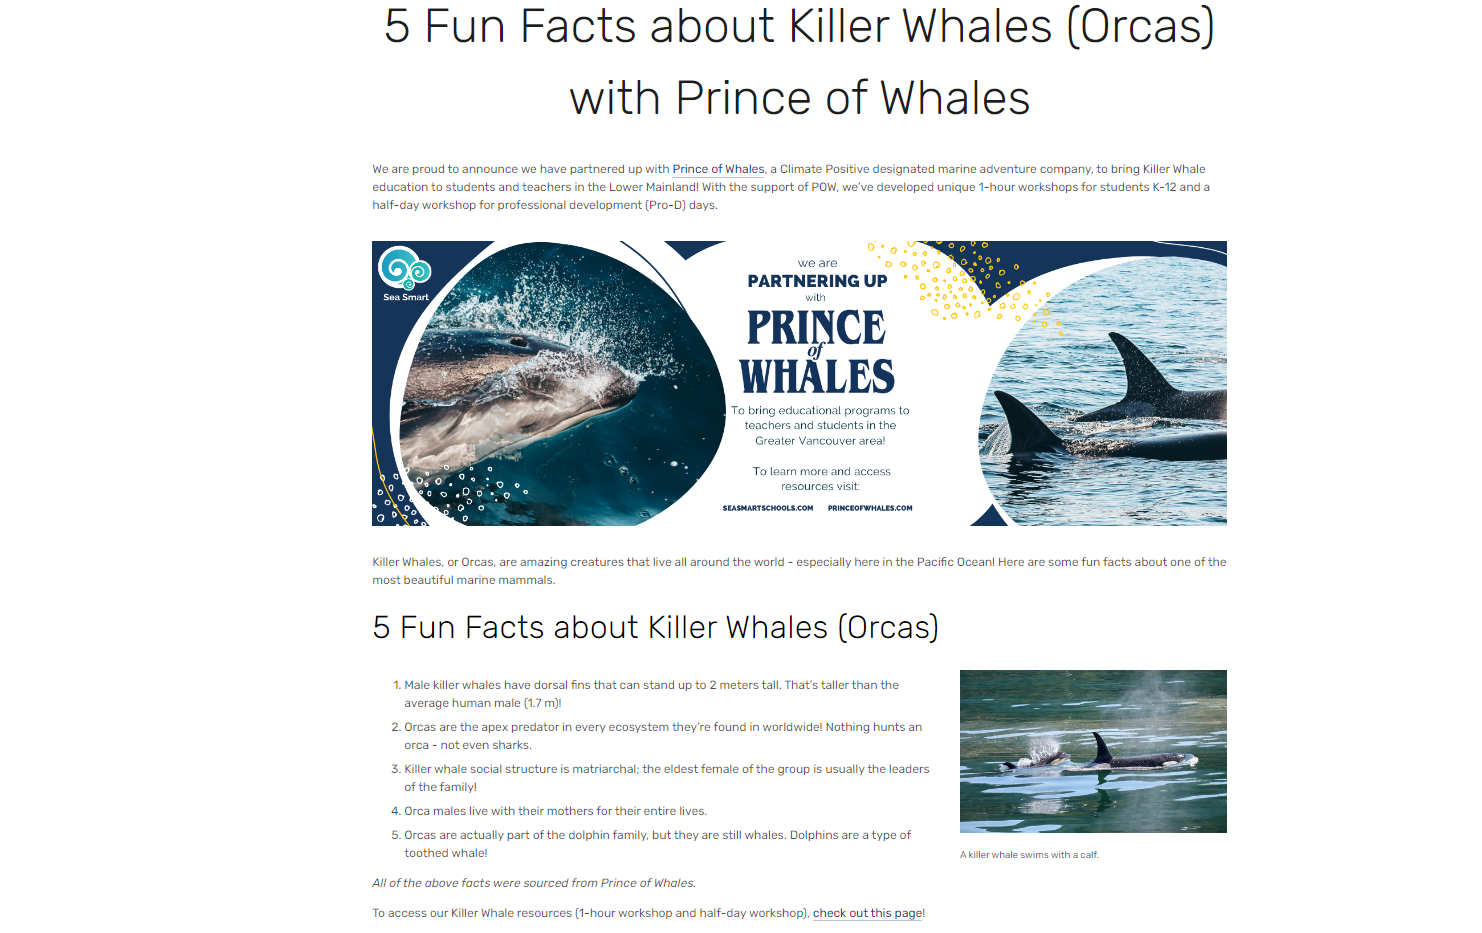 5 Fun Facts about Killer Whales (Orcas)
with Prince of Whales
We are proud to announce we have partnered up with Prince of Whales, a Climate Positive designated marine adventure company, to bring Killer Whale
education to students and teachers in the Lower Mainland! With the support of POW, we've developed unique 1-hour workshops for students K-12 and a
half-day workshop for professional development (Pro-D) days.
Sea Smart
we are
PARTNERING UP
with
PRINCE
of
WHALES
To bring educational programs to
teachers and students in the
Greater Vancouver area!
To learn more and access
resources visit:
SEASMARTSCHOOLS.COM PRINCEOFWHALES.COM
Killer Whales, or Orcas, are amazing creatures that live all around the world - especially here in the Pacific Ocean! Here are some fun facts about one of the
most beautiful marine mammals.
5 Fun Facts about Killer Whales (Orcas)
1. Male killer whales have dorsal fins that can stand up to 2 meters tall. That's taller than the
average human male (1.7 m)!
2. Orcas are the apex predator in every ecosystem they're found in worldwide! Nothing hunts an
orca - not even sharks.
3. Killer whale social structure is matriarchal; the eldest female of the group is usually the leaders
of the family!
4. Orca males live with their mothers for their entire lives.
5. Orcas are actually part of the dolphin family, but they are still whales. Dolphins are a type of
toothed whale!
A killer whale swims with a calf.
All of the above facts were sourced from Prince of Whales.
To access our Killer Whale resources (1-hour workshop and half-day workshop), check out this page!